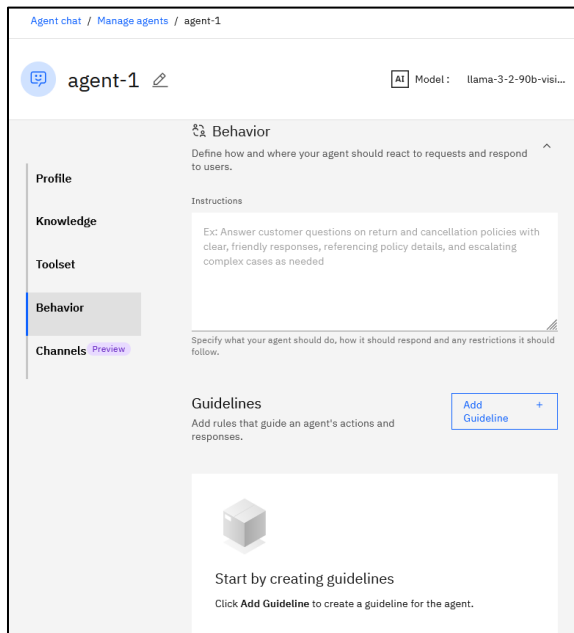 Agent chat / Manage agents / agent-1
agent-1
AI Model : llama-3-2-90b-visi...
Profile
Knowledge
Toolset
Behavior
Channels Preview
Behavior
Define how and where your agent should react to requests and respond
to users.
Instructions
Ex: Answer customer questions on return and cancellation policies with
clear, friendly responses, referencing policy details, and escalating
complex cases as needed
Specify what your agent should do, how it should respond and any restrictions it should
follow.
Guidelines
Add rules that guide an agent's actions and
responses.
Add +
Guideline
Start by creating guidelines
Click Add Guideline to create a guideline for the agent.